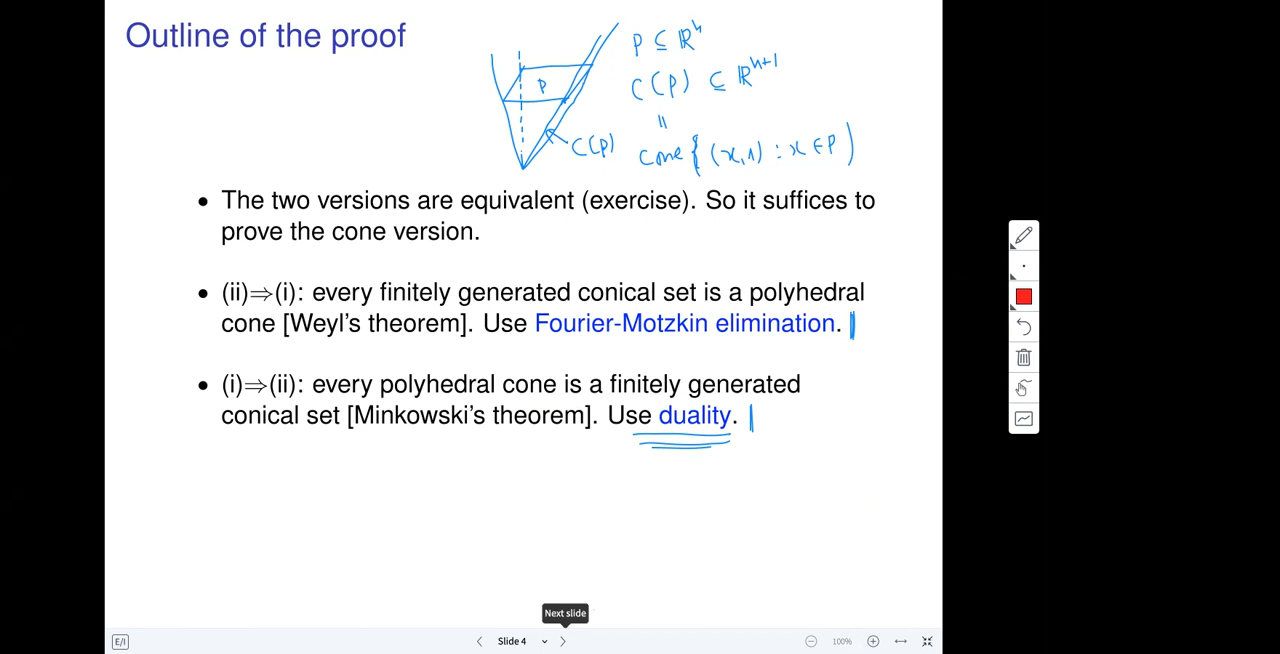 Outline of the proof
P ⊆ ℝⁿ
C(P) ⊆ ℝⁿ⁺¹
=
cone { (x,1) : x ∈ P }
P
C(P)
• The two versions are equivalent (exercise). So it suffices to
prove the cone version.
• (ii)⇒(i): every finitely generated conical set is a polyhedral
cone [Weyl's theorem]. Use Fourier-Motzkin elimination.
• (i)⇒(ii): every polyhedral cone is a finitely generated
conical set [Minkowski's theorem]. Use duality.
Next slide
E/I
Slide 4
100%